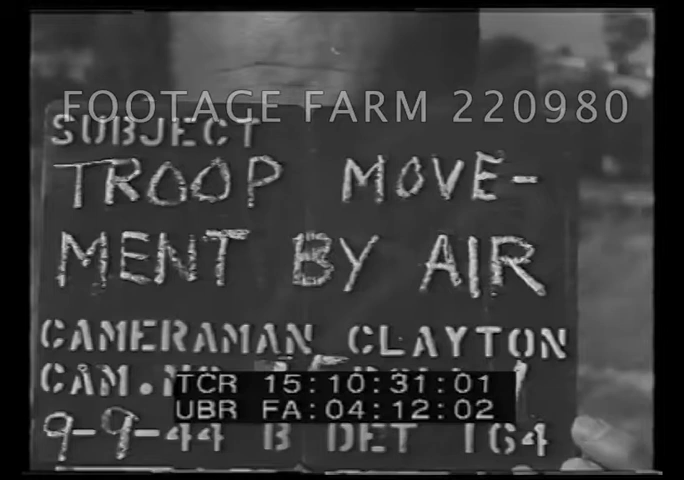 FOOTAGE FARM 220980
SUBJECT
TROOP MOVE-
MENT BY AIR
CAMERAMAN CLAYTON
CAM.
TCR 15:10:31:01
UBR FA:04:12:02
9-9-44 B DET 164